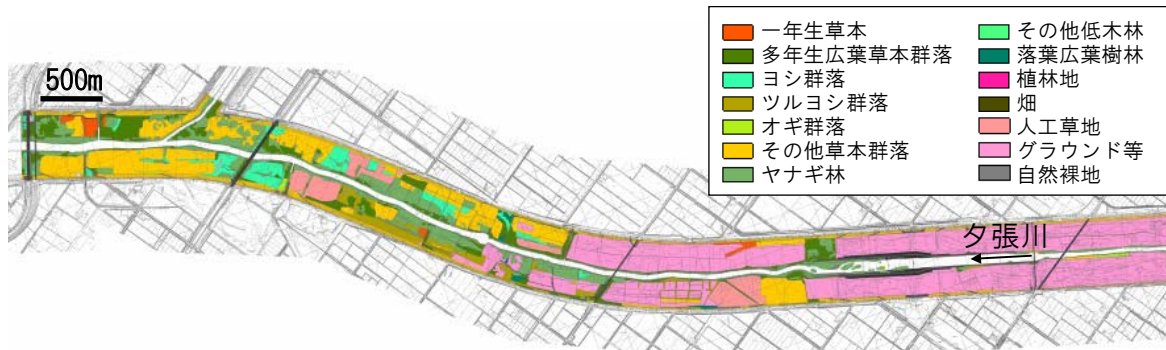 500m
一年生草本
多年生広葉草本群落
ヨシ群落
ツルヨシ群落
オギ群落
その他草本群落
ヤナギ林
その他低木林
落葉広葉樹林
植林地
畑
人工草地
グラウンド等
自然裸地
夕張川